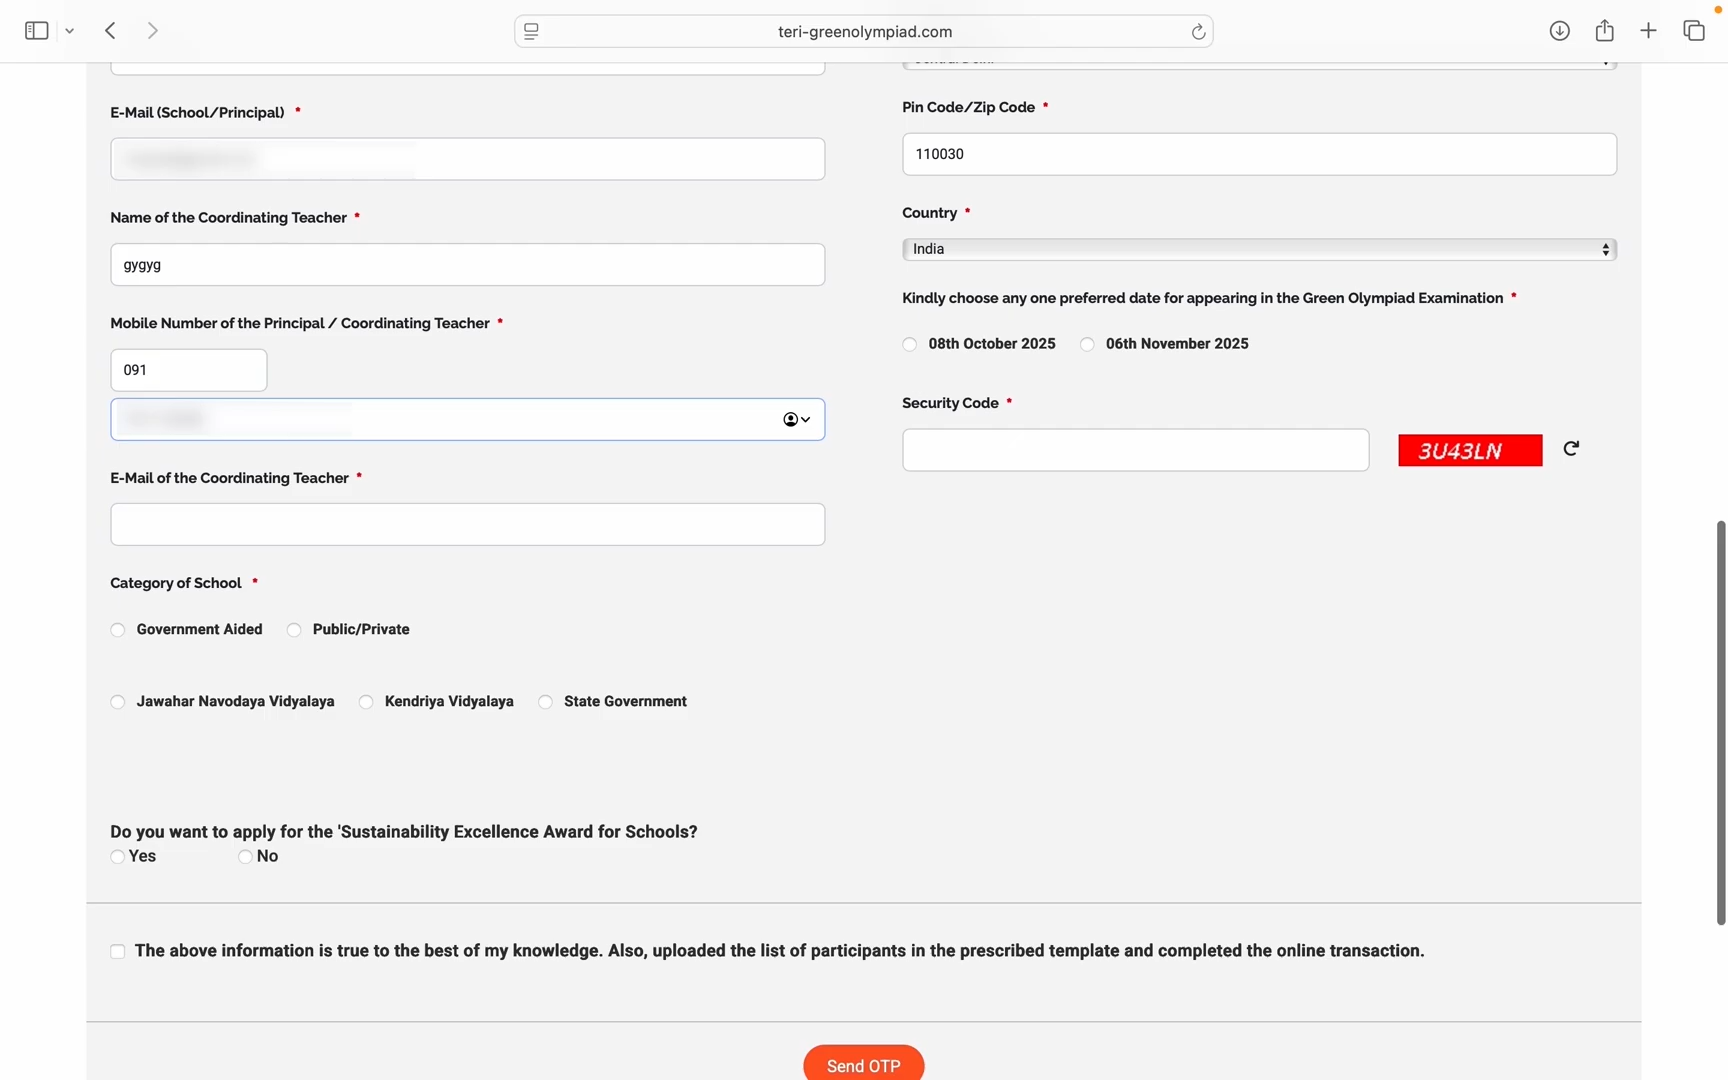 teri-greenolympiad.com
E-Mail (School/Principal) *
Name of the Coordinating Teacher *
gygyg
Mobile Number of the Principal / Coordinating Teacher *
091
E-Mail of the Coordinating Teacher *
Category of School *
Government Aided Public/Private
Jawahar Navodaya Vidyalaya Kendriya Vidyalaya State Government
Pin Code/Zip Code *
110030
Country *
India
Kindly choose any one preferred date for appearing in the Green Olympiad Examination *
08th October 2025 06th November 2025
Security Code *
3U43LN
Do you want to apply for the 'Sustainability Excellence Award for Schools?
Yes No
The above information is true to the best of my knowledge. Also, uploaded the list of participants in the prescribed template and completed the online transaction.
Send OTP